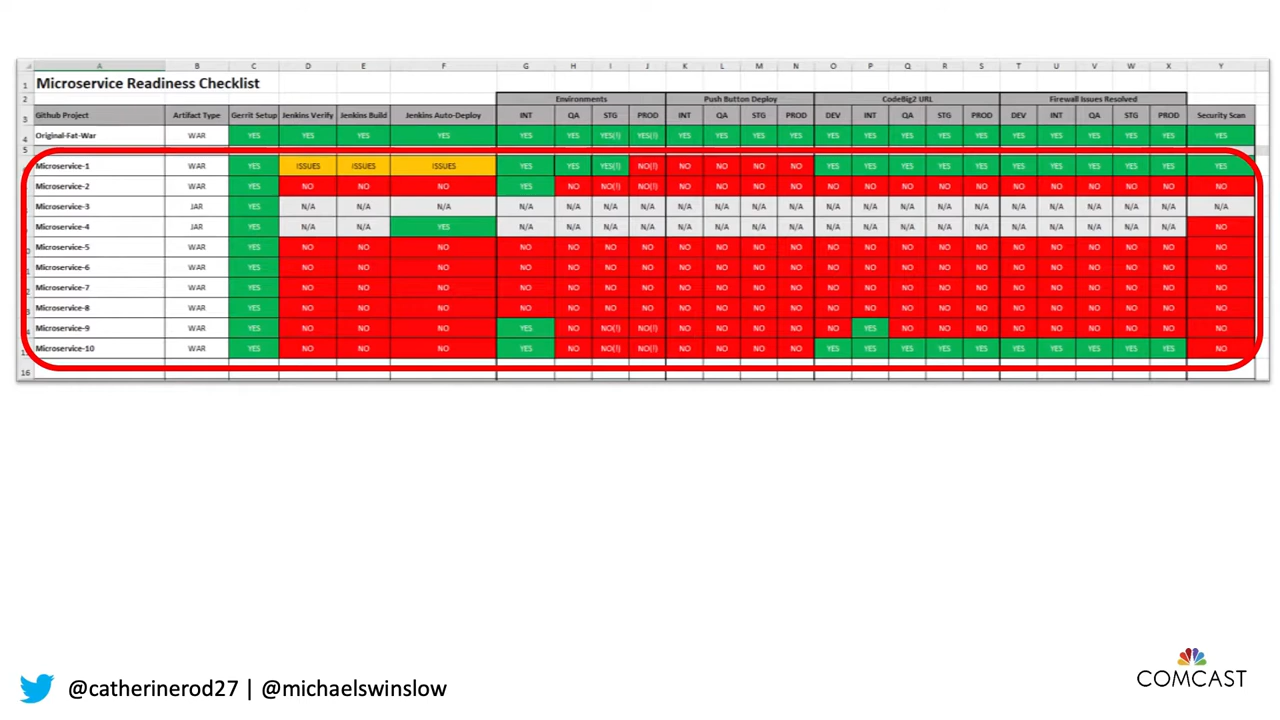 A B C D E F G H I J K L M N O P Q R S T U V W X Y
1 Microservice Readiness Checklist
2 Environments Push Button Deploy CodeBig2 URL Firewall Issues Resolved
3 Github Project Artifact Type Gerrit Setup Jenkins Verify Jenkins Build Jenkins Auto-Deploy INT QA STG PROD INT QA STG PROD DEV INT QA STG PROD DEV INT QA STG PROD Security Scan
4 Original-Fat-War WAR YES YES YES YES YES YES YES(!) YES(!) YES YES YES YES YES YES YES YES YES YES YES YES YES YES YES
5
Microservice-1 WAR YES ISSUES ISSUES ISSUES YES YES YES(!) NO(!) NO NO NO NO YES YES YES YES YES YES YES YES YES YES YES
Microservice-2 WAR YES NO NO NO YES NO NO(!) NO(!) NO NO NO NO NO NO NO NO NO NO NO NO NO NO NO
Microservice-3 JAR YES N/A N/A N/A N/A N/A N/A N/A N/A N/A N/A N/A N/A N/A N/A N/A N/A N/A N/A N/A N/A N/A N/A
Microservice-4 JAR YES N/A N/A YES N/A N/A N/A N/A N/A N/A N/A N/A N/A N/A N/A N/A N/A N/A N/A N/A N/A N/A NO
Microservice-5 WAR YES NO NO NO NO NO NO NO NO NO NO NO NO NO NO NO NO NO NO NO NO NO NO
Microservice-6 WAR YES NO NO NO NO NO NO NO NO NO NO NO NO NO NO NO NO NO NO NO NO NO NO
Microservice-7 WAR YES NO NO NO NO NO NO NO NO NO NO NO NO NO NO NO NO NO NO NO NO NO NO
Microservice-8 WAR YES NO NO NO NO NO NO NO NO NO NO NO NO NO NO NO NO NO NO NO NO NO NO
Microservice-9 WAR YES NO NO NO YES NO NO(!) NO(!) NO NO NO NO NO YES NO NO NO NO NO NO NO NO NO
Microservice-10 WAR YES NO NO NO YES NO NO(!) NO(!) NO NO NO NO YES YES YES YES YES YES YES YES YES YES NO
16
@catherinerod27 | @michaelswinslow
COMCAST